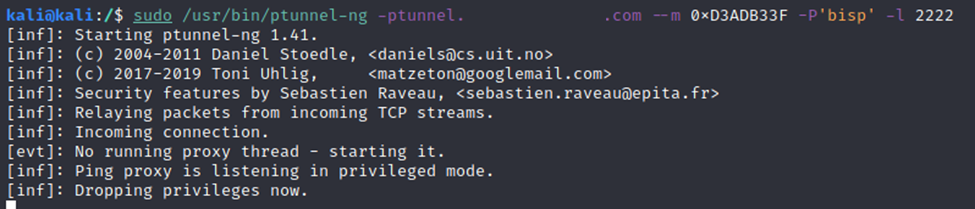 kali@kali:/$ sudo /usr/bin/ptunnel-ng -ptunnel. .com --m 0×D3ADB33F -P'bisp' -l 2222
[inf]: Starting ptunnel-ng 1.41.
[inf]: (c) 2004-2011 Daniel Stoedle, <daniels@cs.uit.no>
[inf]: (c) 2017-2019 Toni Uhlig, <matzeton@googlemail.com>
[inf]: Security features by Sebastien Raveau, <sebastien.raveau@epita.fr>
[inf]: Relaying packets from incoming TCP streams.
[inf]: Incoming connection.
[evt]: No running proxy thread - starting it.
[inf]: Ping proxy is listening in privileged mode.
[inf]: Dropping privileges now.